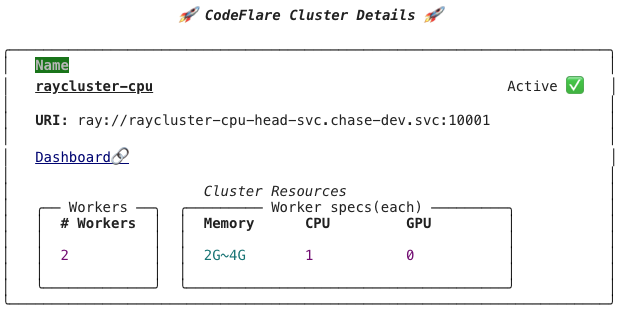 🚀 CodeFlare Cluster Details 🚀
Name
raycluster-cpu Active ✅
URI: ray://raycluster-cpu-head-svc.chase-dev.svc:10001
Dashboard🔗
Cluster Resources
Workers Worker specs(each)
# Workers Memory CPU GPU
2 2G~4G 1 0